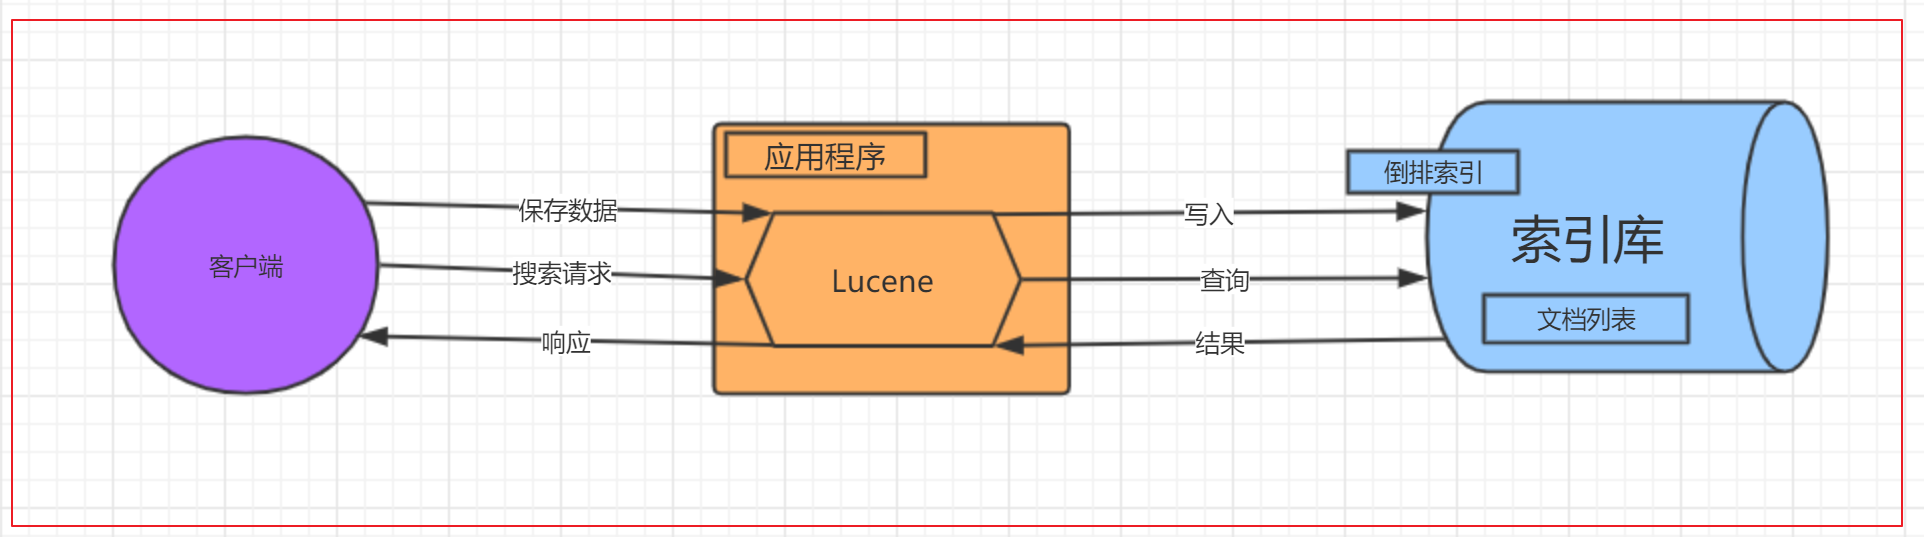 客户端
保存数据
搜索请求
响应
应用程序
Lucene
写入
查询
结果
倒排索引
索引库
文档列表